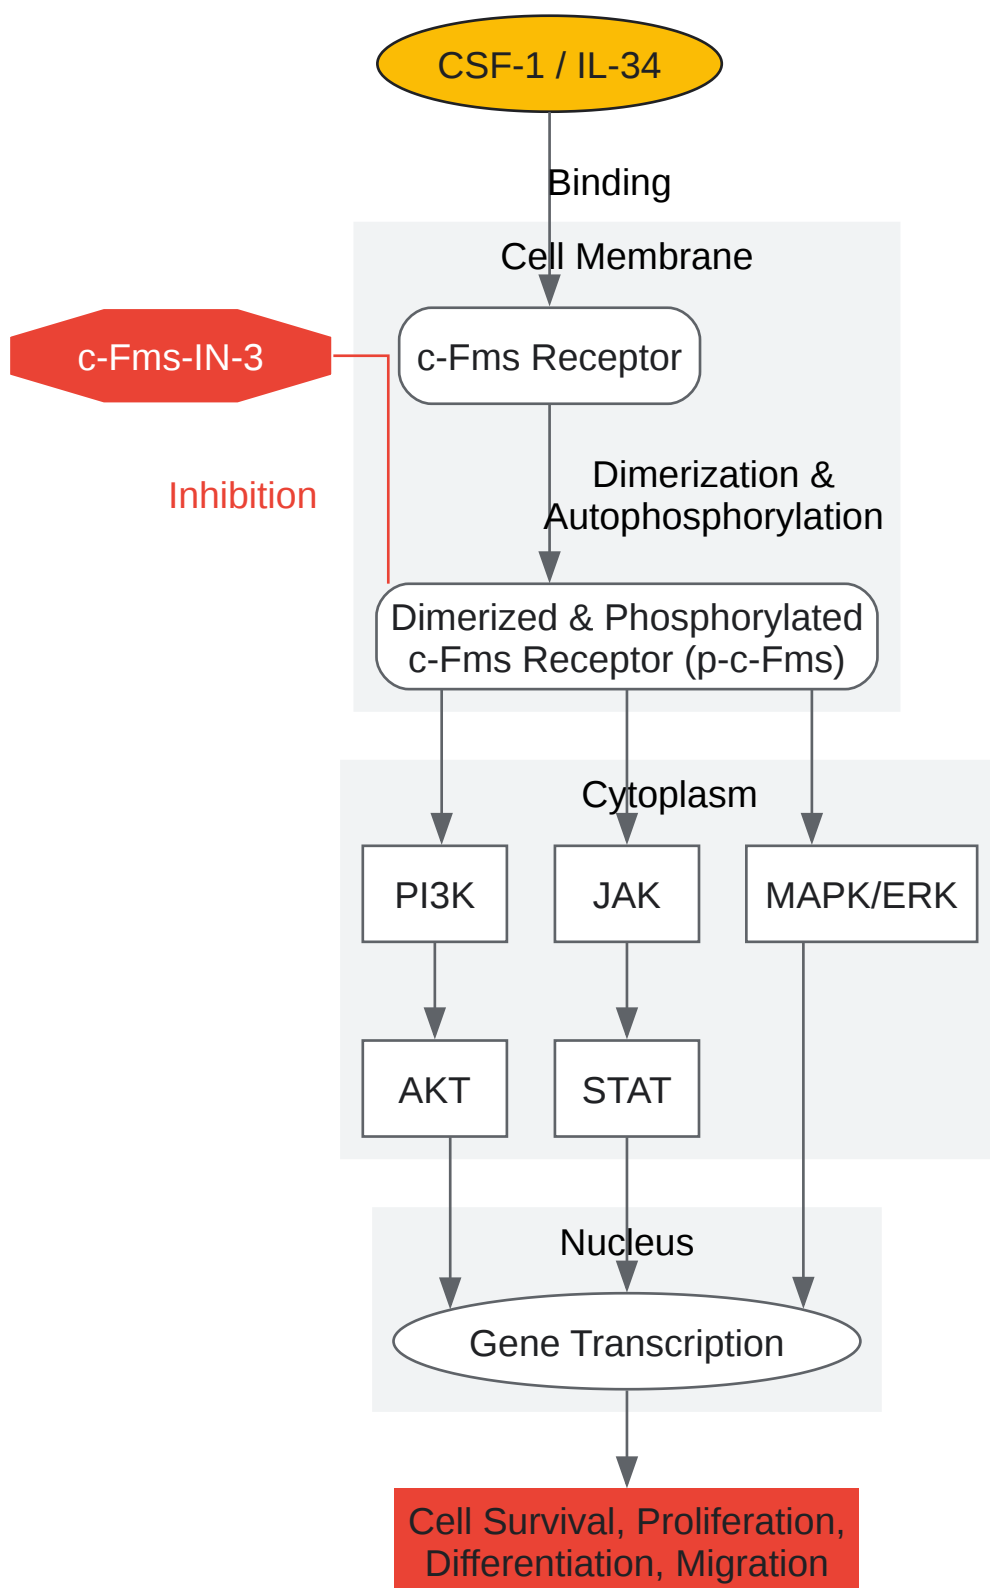 CSF-1 / IL-34
Binding
Cell Membrane
c-Fms-IN-3
c-Fms Receptor
Inhibition
Dimerization &
Autophosphorylation
Dimerized & Phosphorylated
c-Fms Receptor (p-c-Fms)
Cytoplasm
PI3K
JAK
MAPK/ERK
AKT
STAT
Nucleus
Gene Transcription
Cell Survival, Proliferation,
Differentiation, Migration